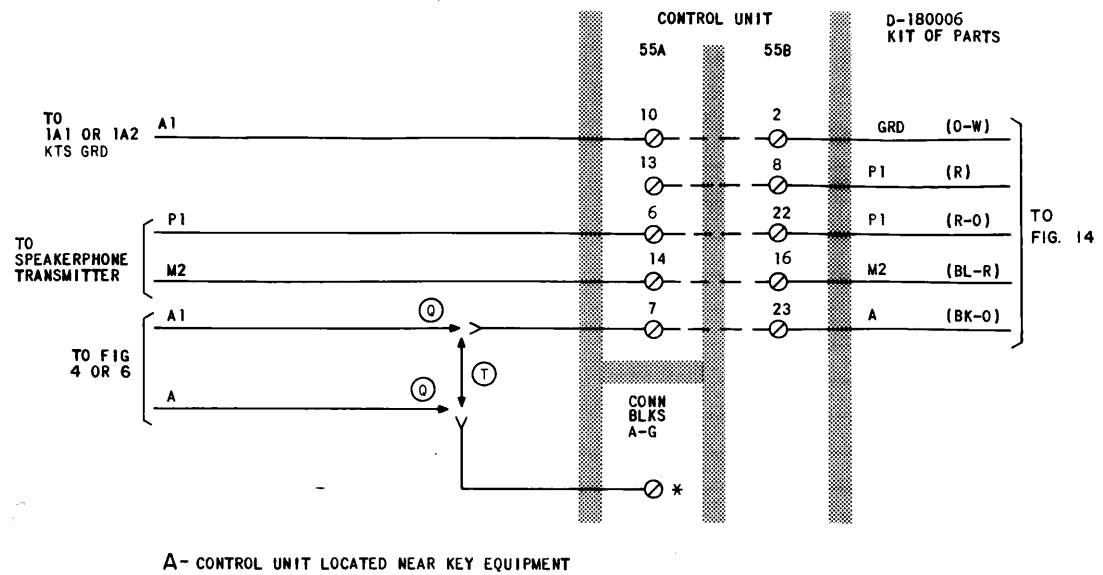 CONTROL UNIT
55A
55B
D-180006
KIT OF PARTS
TO
1A1 OR 1A2
KTS GRD
A1
10
2
GRD (O-W)
13
8
P1 (R)
TO
SPEAKERPHONE
TRANSMITTER
P1
6
22
P1 (R-O)
M2
14
16
M2 (BL-R)
TO
FIG. 14
TO FIG
4 OR 6
A1
Q
7
23
A (BK-O)
T
A
Q
CONN
BLKS
A-G
*
A- CONTROL UNIT LOCATED NEAR KEY EQUIPMENT